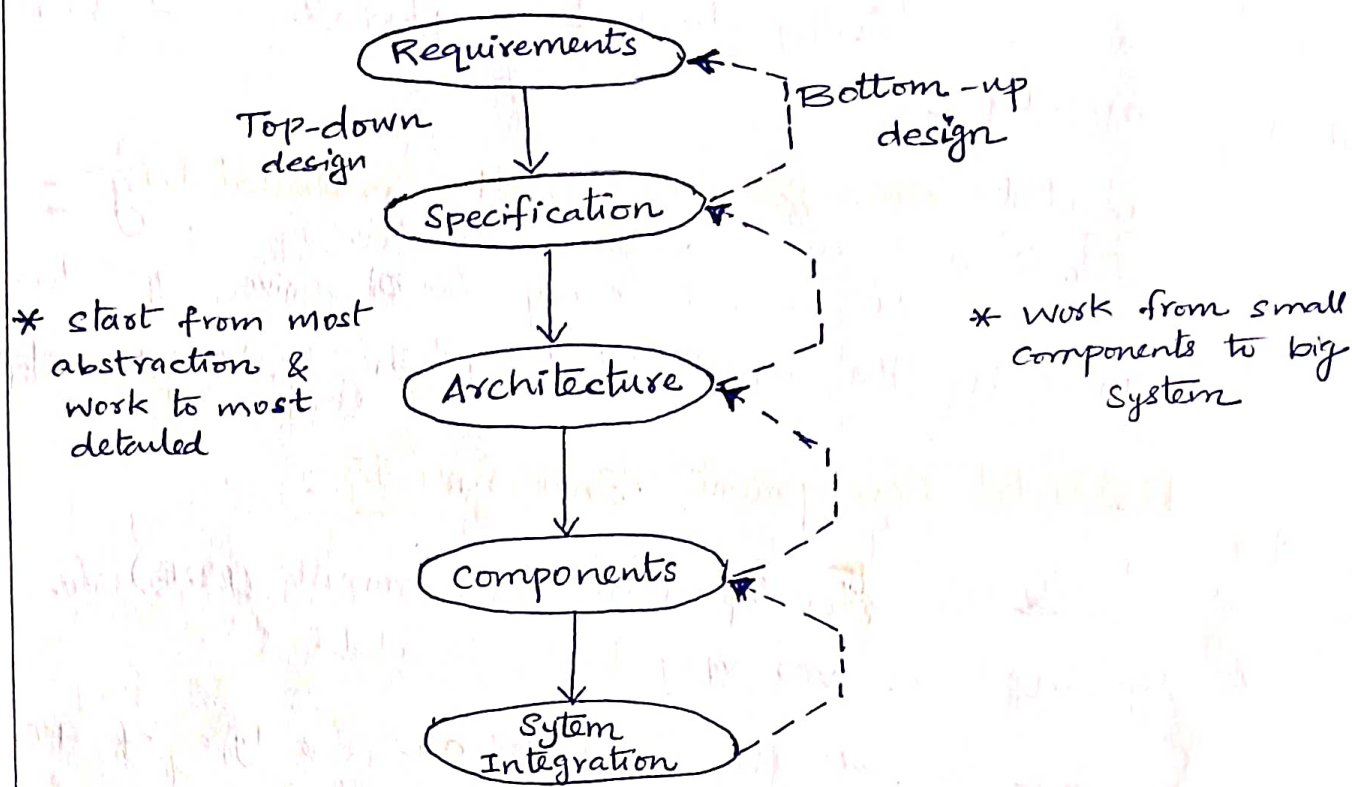 Requirements
Top-down
design
Bottom-up
design
Specification
* start from most
abstraction &
work to most
detailed
* Work from small
components to big
system
Architecture
Components
Sytem
Integration